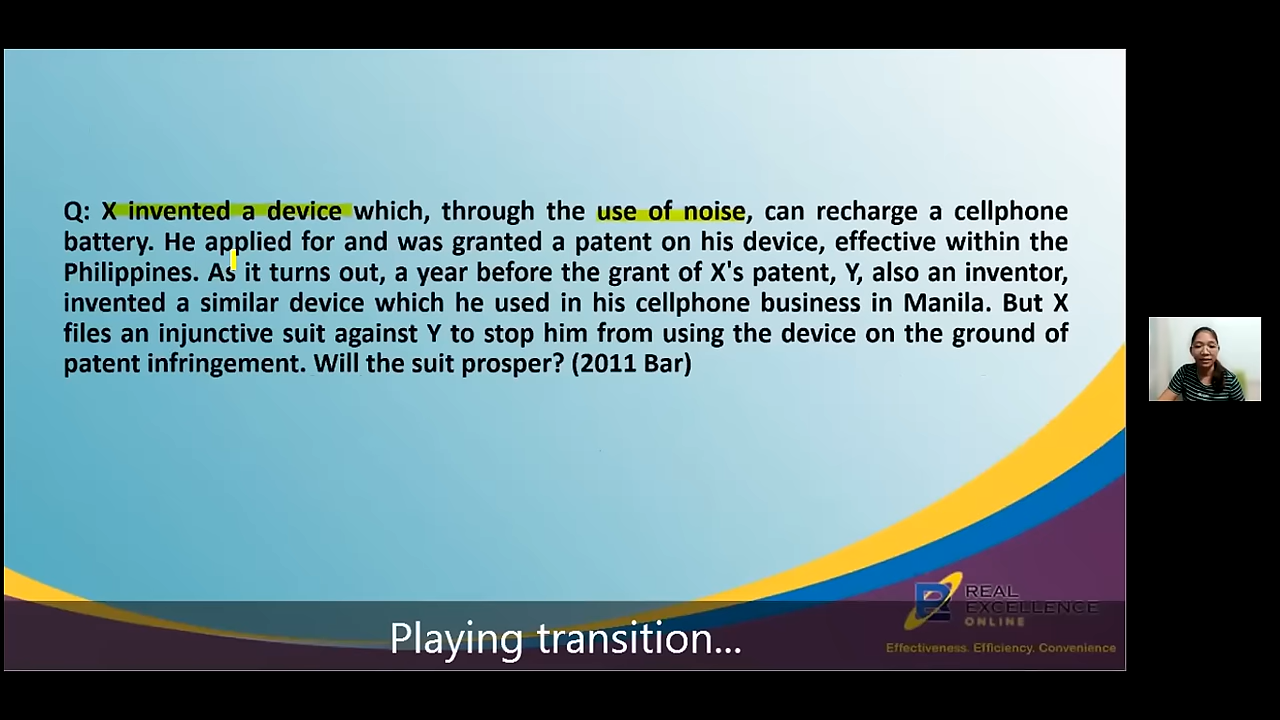 Q: X invented a device which, through the use of noise, can recharge a cellphone
battery. He applied for and was granted a patent on his device, effective within the
Philippines. As it turns out, a year before the grant of X's patent, Y, also an inventor,
invented a similar device which he used in his cellphone business in Manila. But X
files an injunctive suit against Y to stop him from using the device on the ground of
patent infringement. Will the suit prosper? (2011 Bar)
REAL
EXCELLENCE
ONLINE
Effectiveness. Efficiency. Convenience
Playing transition...